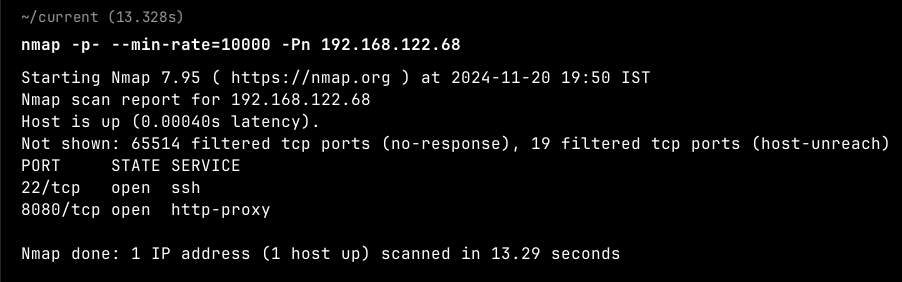 ~/current (13.328s)
nmap -p- --min-rate=10000 -Pn 192.168.122.68
Starting Nmap 7.95 ( https://nmap.org ) at 2024-11-20 19:50 IST
Nmap scan report for 192.168.122.68
Host is up (0.00040s latency).
Not shown: 65514 filtered tcp ports (no-response), 19 filtered tcp ports (host-unreach)
PORT     STATE SERVICE
22/tcp   open  ssh
8080/tcp open  http-proxy
Nmap done: 1 IP address (1 host up) scanned in 13.29 seconds